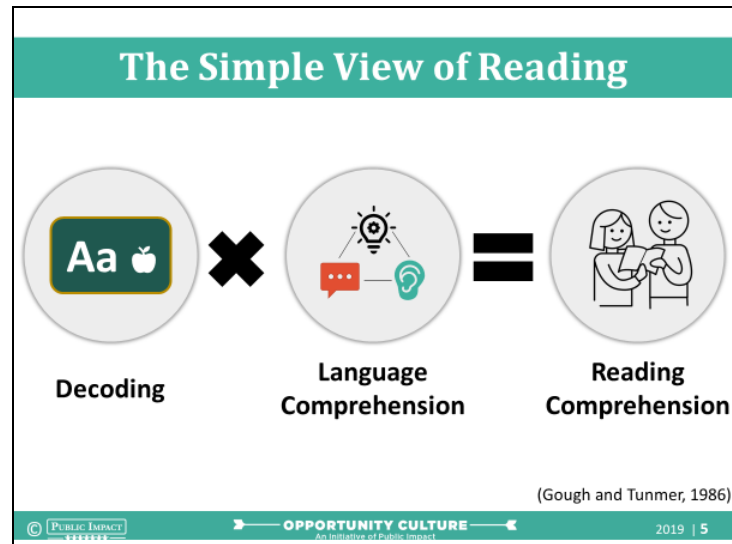 The Simple View of Reading
Aa
Decoding
Language
Comprehension
Reading
Comprehension
(Gough and Tunmer, 1986)
© PUBLIC IMPACT
OPPORTUNITY CULTURE
An Initiative of Public Impact
2019 | 5